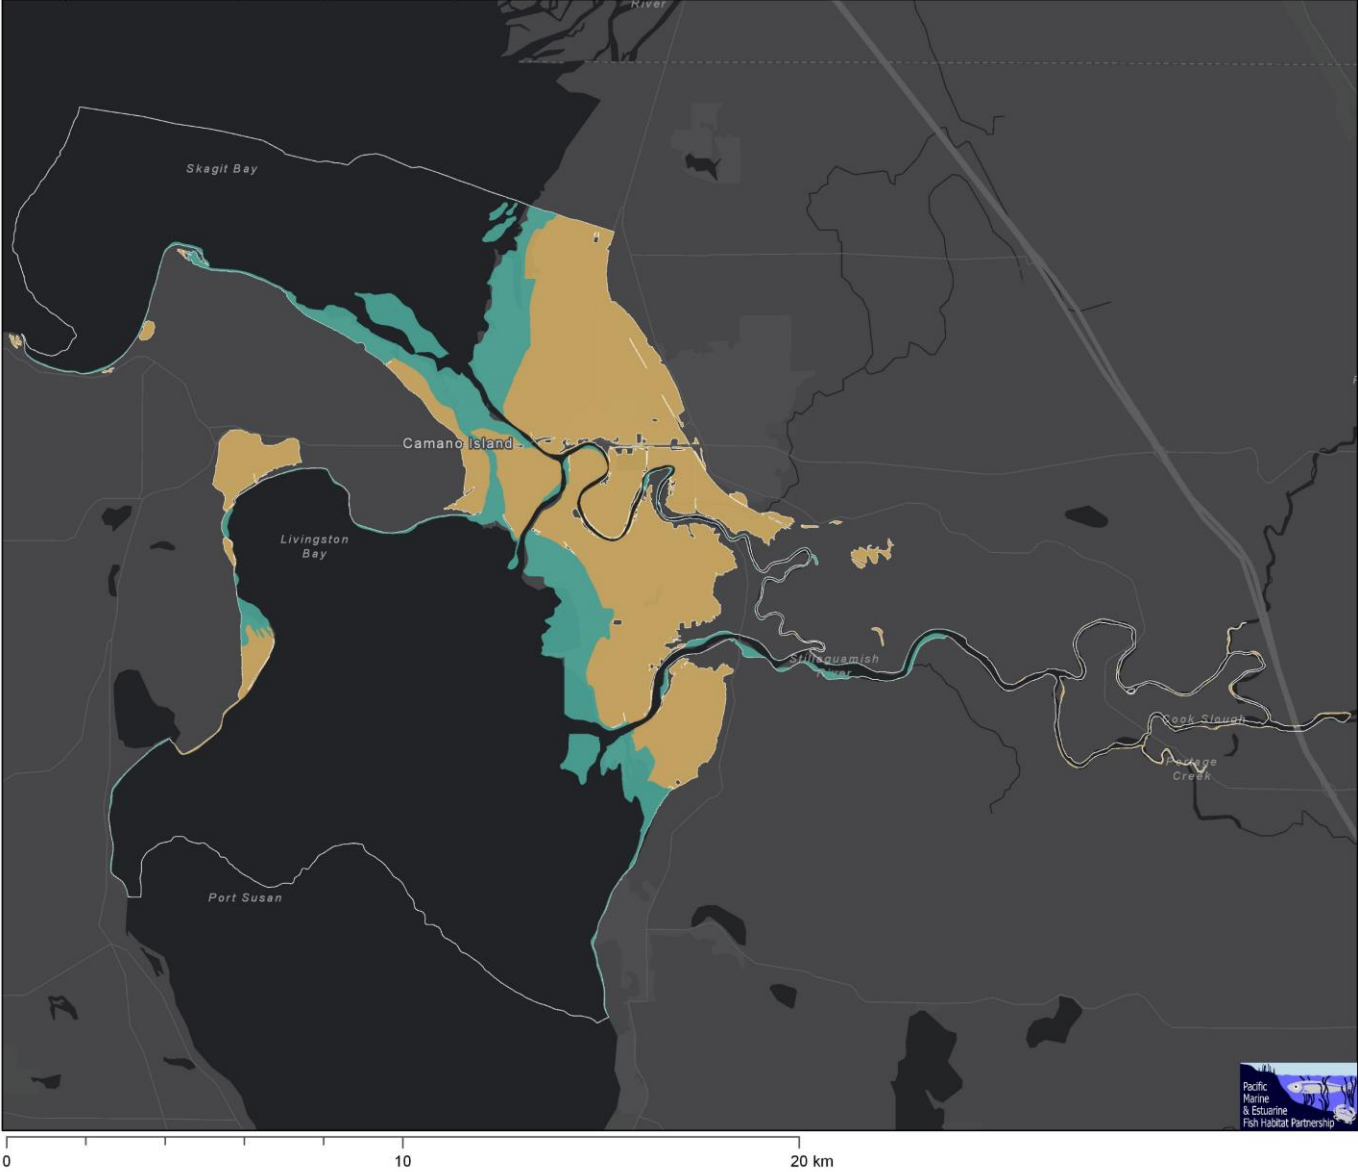 River
Skagit Bay
Camano Island
Livingston
Bay
Stillaguamish
River
Cook Slough
Portage
Creek
Port Susan
Pacific
Marine
& Estuarine
Fish Habitat Partnership
0 10 20 km